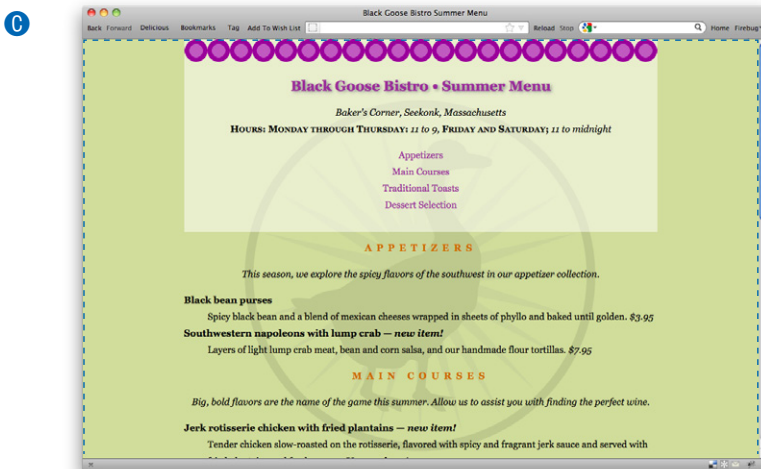 C
Black Goose Bistro Summer Menu
Back Forward Delicious Bookmarks Tag Add To Wish List Reload Stop Home Firebug
Black Goose Bistro • Summer Menu
Baker's Corner, Seekonk, Massachusetts
Hours: Monday through Thursday: 11 to 9, Friday and Saturday; 11 to midnight
Appetizers
Main Courses
Traditional Toasts
Dessert Selection
APPETIZERS
This season, we explore the spicy flavors of the southwest in our appetizer collection.
Black bean purses
Spicy black bean and a blend of mexican cheeses wrapped in sheets of phyllo and baked until golden. $3.95
Southwestern napoleons with lump crab — new item!
Layers of light lump crab meat, bean and corn salsa, and our handmade flour tortillas. $7.95
MAIN COURSES
Big, bold flavors are the name of the game this summer. Allow us to assist you with finding the perfect wine.
Jerk rotisserie chicken with fried plantains — new item!
Tender chicken slow-roasted on the rotisserie, flavored with spicy and fragrant jerk sauce and served with